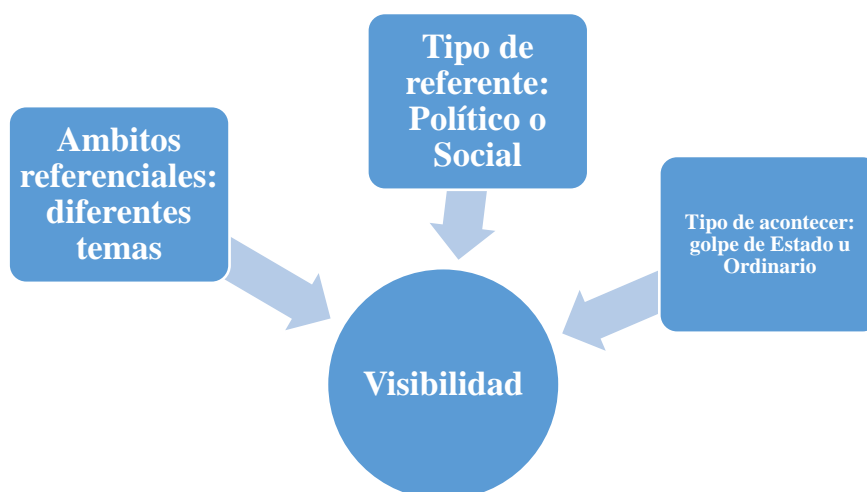 Ambitos
referenciales:
diferentes
temas
Tipo de
referente:
Político o
Social
Tipo de acontecer:
golpe de Estado u
Ordinario
Visibilidad